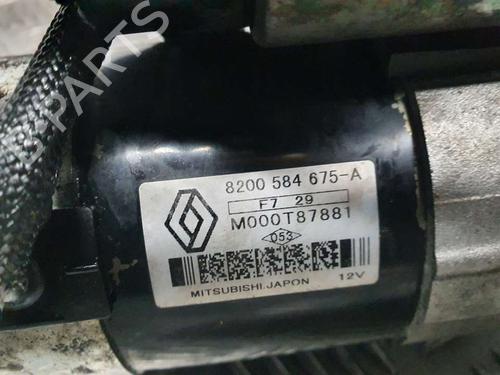 PARTS
8200 584 675-A
F7 29
M000T87881
053
MITSUBISHI.JAPON 12V